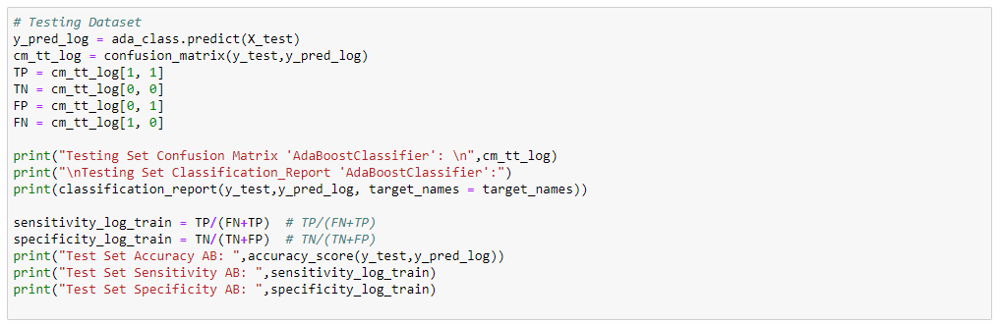 # Testing Dataset
y_pred_log = ada_class.predict(X_test)
cm_tt_log = confusion_matrix(y_test,y_pred_log)
TP = cm_tt_log[1, 1]
TN = cm_tt_log[0, 0]
FP = cm_tt_log[0, 1]
FN = cm_tt_log[1, 0]
print("Testing Set Confusion Matrix 'AdaBoostClassifier': \n",cm_tt_log)
print("\nTesting Set Classification_Report 'AdaBoostClassifier':")
print(classification_report(y_test,y_pred_log, target_names = target_names))
sensitivity_log_train = TP/(FN+TP)  # TP/(FN+TP)
specificity_log_train = TN/(TN+FP)  # TN/(TN+FP)
print("Test Set Accuracy AB: ",accuracy_score(y_test,y_pred_log))
print("Test Set Sensitivity AB: ",sensitivity_log_train)
print("Test Set Specificity AB: ",specificity_log_train)